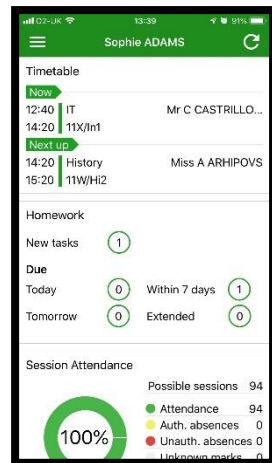 O2-UK 13:39 91%
Sophie ADAMS
Timetable
Now
12:40 IT Mr C CASTRILLO...
14:20 11X/In1
Next up
14:20 History Miss A ARHIPOVS
15:20 11W/Hi2
Homework
New tasks 1
Due
Today 0 Within 7 days 1
Tomorrow 0 Extended 0
Session Attendance
Possible sessions 94
Attendance 94
Auth. absences 0
100% Unauth. absences 0
Unknown marks 0